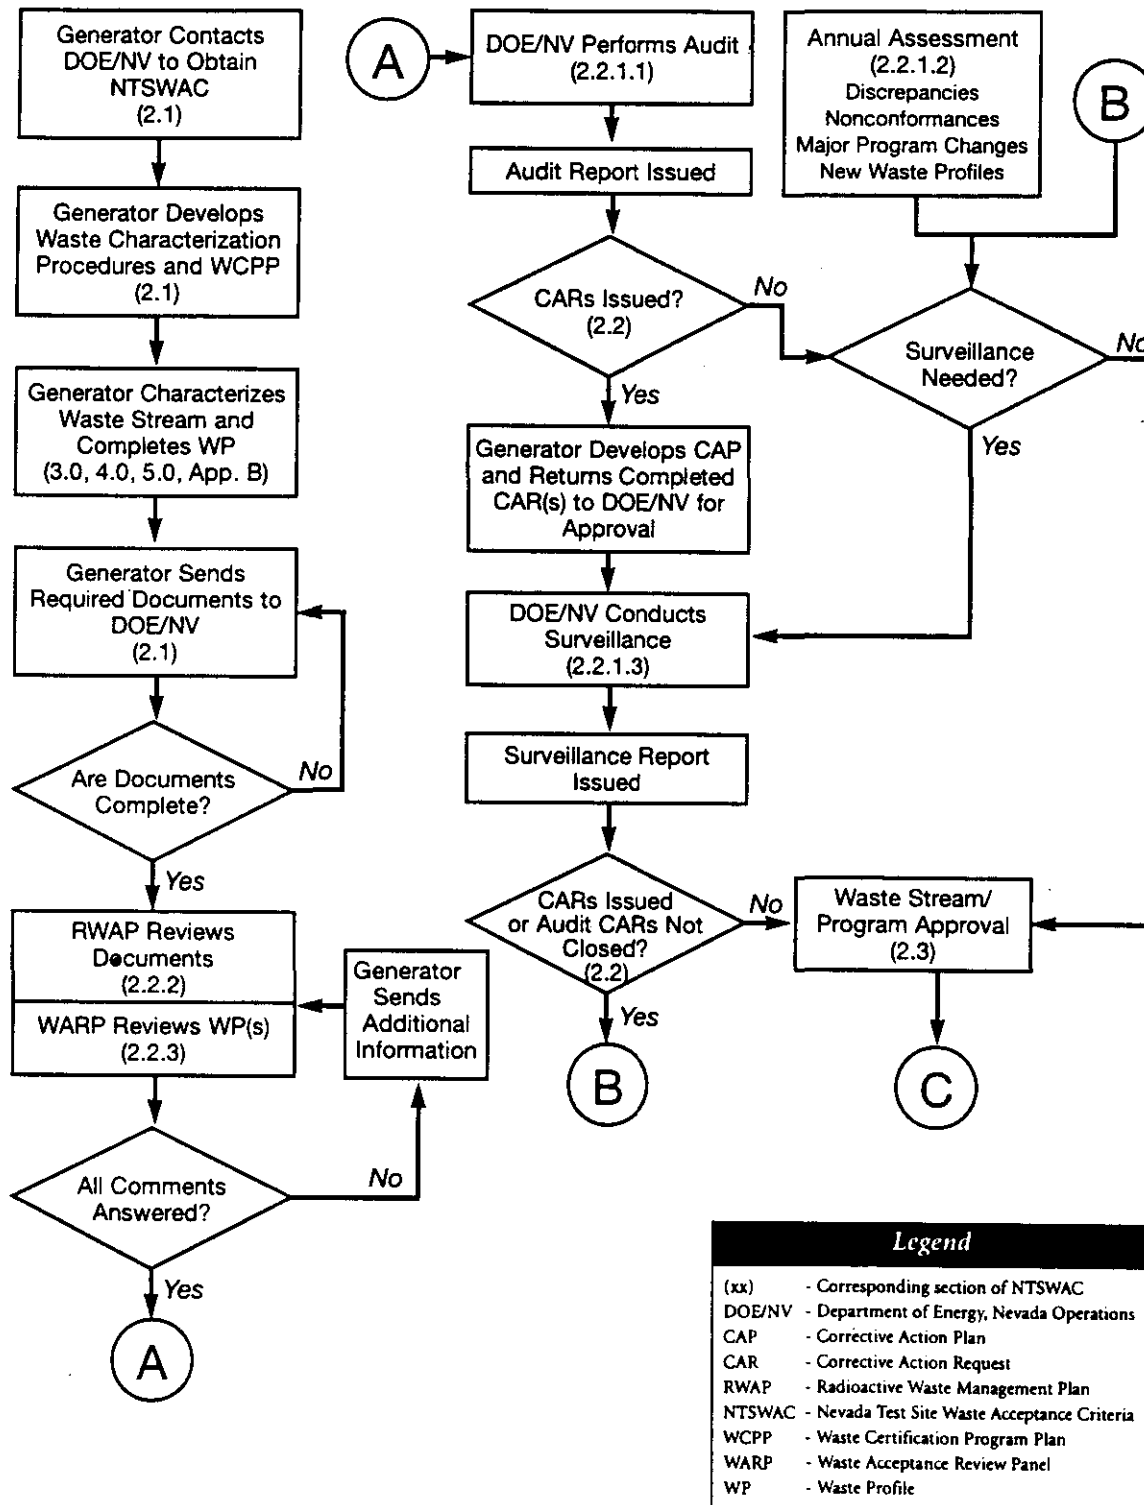 Generator Contacts
DOE/NV to Obtain
NTSWAC
(2.1)
Generator Develops
Waste Characterization
Procedures and WCPP
(2.1)
Generator Characterizes
Waste Stream and
Completes WP
(3.0, 4.0, 5.0, App. B)
Generator Sends
Required Documents to
DOE/NV
(2.1)
Are Documents
Complete?
No
Yes
RWAP Reviews
Documents
(2.2.2)
WARP Reviews WP(s)
(2.2.3)
Generator
Sends
Additional
Information
All Comments
Answered?
No
Yes
A
A
DOE/NV Performs Audit
(2.2.1.1)
Audit Report Issued
CARs Issued?
(2.2)
No
Yes
Generator Develops CAP
and Returns Completed
CAR(s) to DOE/NV for
Approval
DOE/NV Conducts
Surveillance
(2.2.1.3)
Surveillance Report
Issued
CARs Issued
or Audit CARs Not
Closed?
(2.2)
No
Yes
B
Annual Assessment
(2.2.1.2)
Discrepancies
Nonconformances
Major Program Changes
New Waste Profiles
B
Surveillance
Needed?
No
Yes
Waste Stream/
Program Approval
(2.3)
C
Legend
(xx) - Corresponding section of NTSWAC
DOE/NV - Department of Energy, Nevada Operations
CAP - Corrective Action Plan
CAR - Corrective Action Request
RWAP - Radioactive Waste Management Plan
NTSWAC - Nevada Test Site Waste Acceptance Criteria
WCPP - Waste Certification Program Plan
WARP - Waste Acceptance Review Panel
WP - Waste Profile